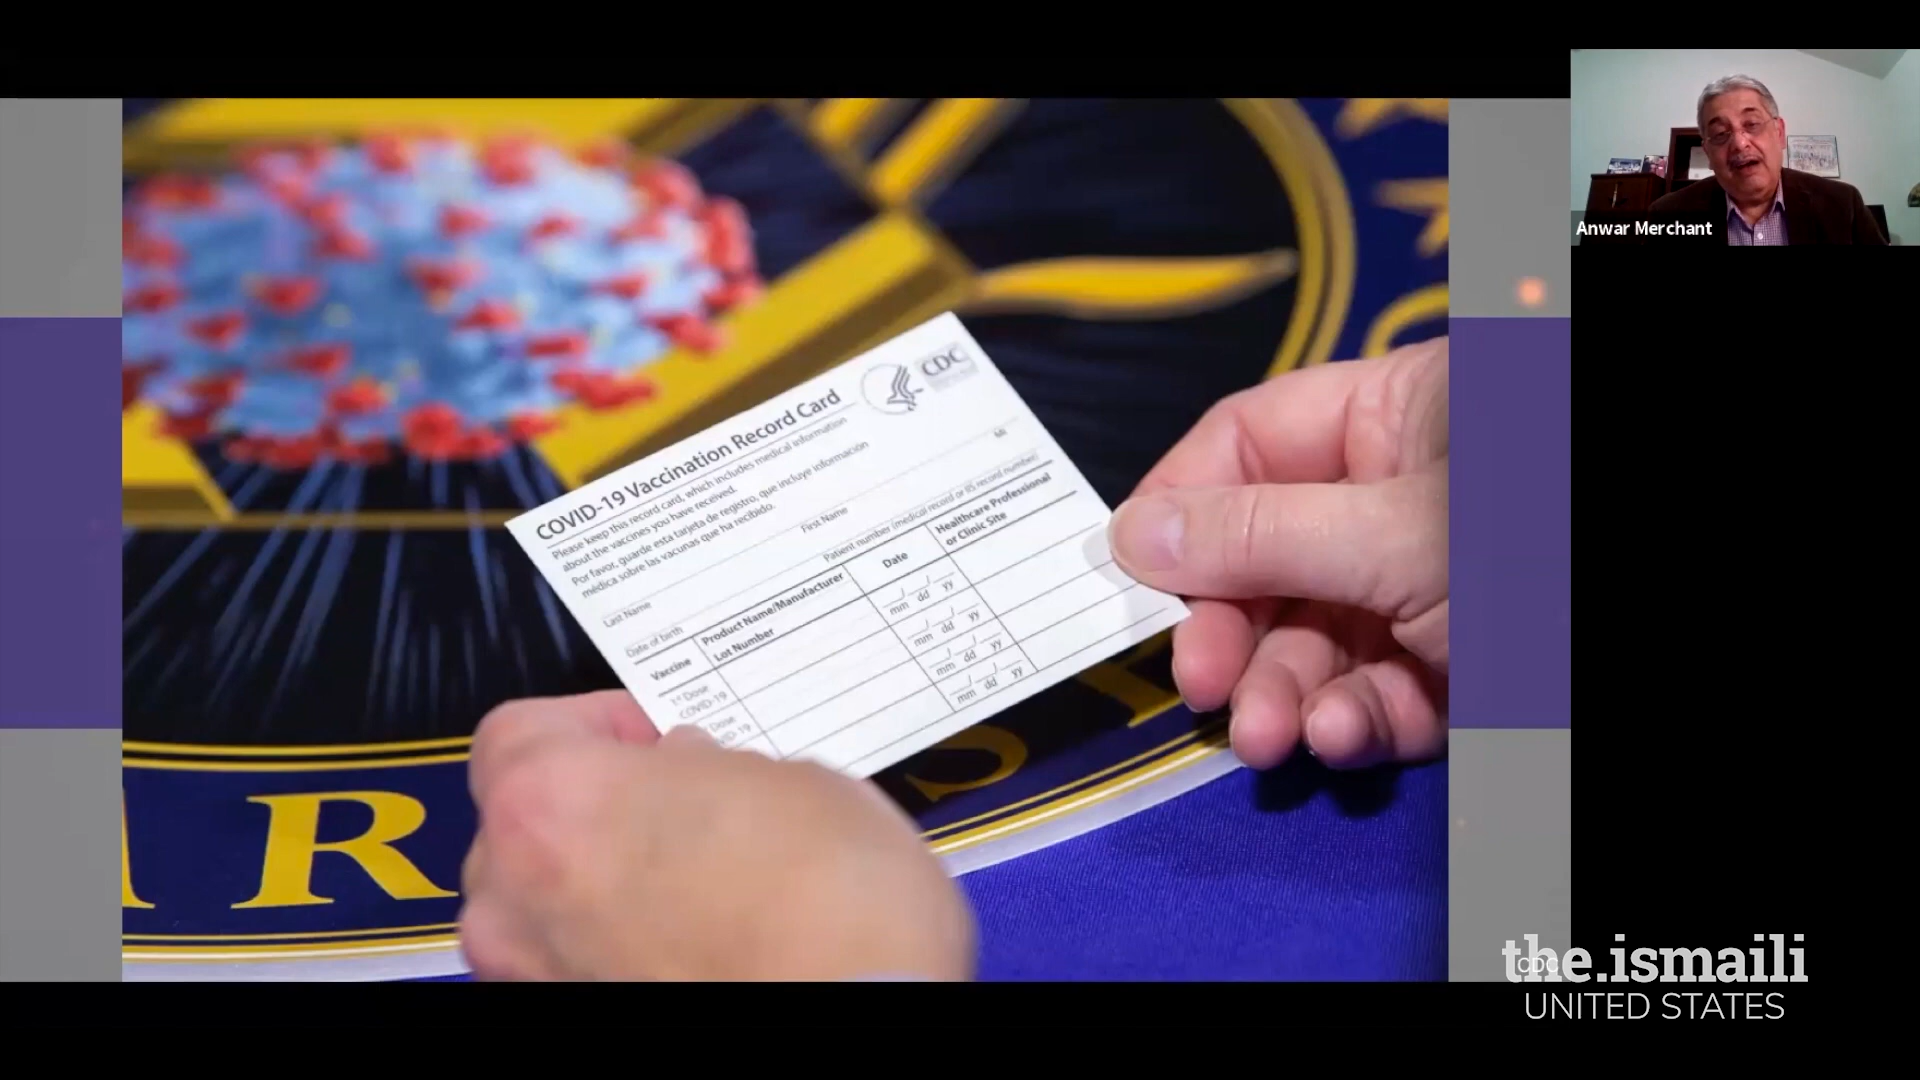 Anwar Merchant
CDC
COVID-19 Vaccination Record Card
Please keep this record card, which includes medical information
about the vaccines you have received.
Por favor, guarde esta tarjeta de registro, que incluye información
médica sobre las vacunas que ha recibido.
Last Name
First Name
MI
Date of birth
Patient number (medical record or IIS record number)
Vaccine
Product Name/Manufacturer
Lot Number
Date
Healthcare Professional
or Clinic Site
1st Dose
COVID-19
mm dd yy
Dose
mm dd yy
mm dd yy
mm dd yy
R
CDC
the.ismaili
UNITED STATES